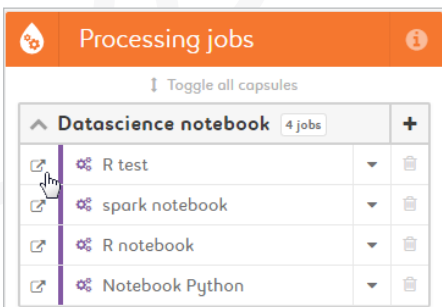 Processing jobs
Toggle all capsules
Datascience notebook 4 jobs
R test
spark notebook
R notebook
Notebook Python